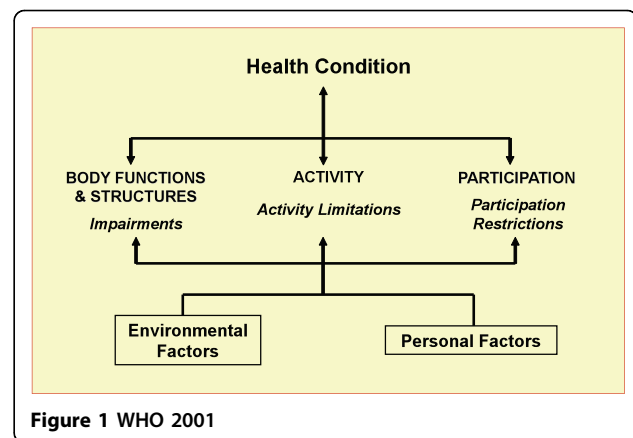 Health Condition
BODY FUNCTIONS
& STRUCTURES
Impairments
ACTIVITY
Activity Limitations
PARTICIPATION
Participation
Restrictions
Environmental
Factors
Personal Factors
Figure 1 WHO 2001